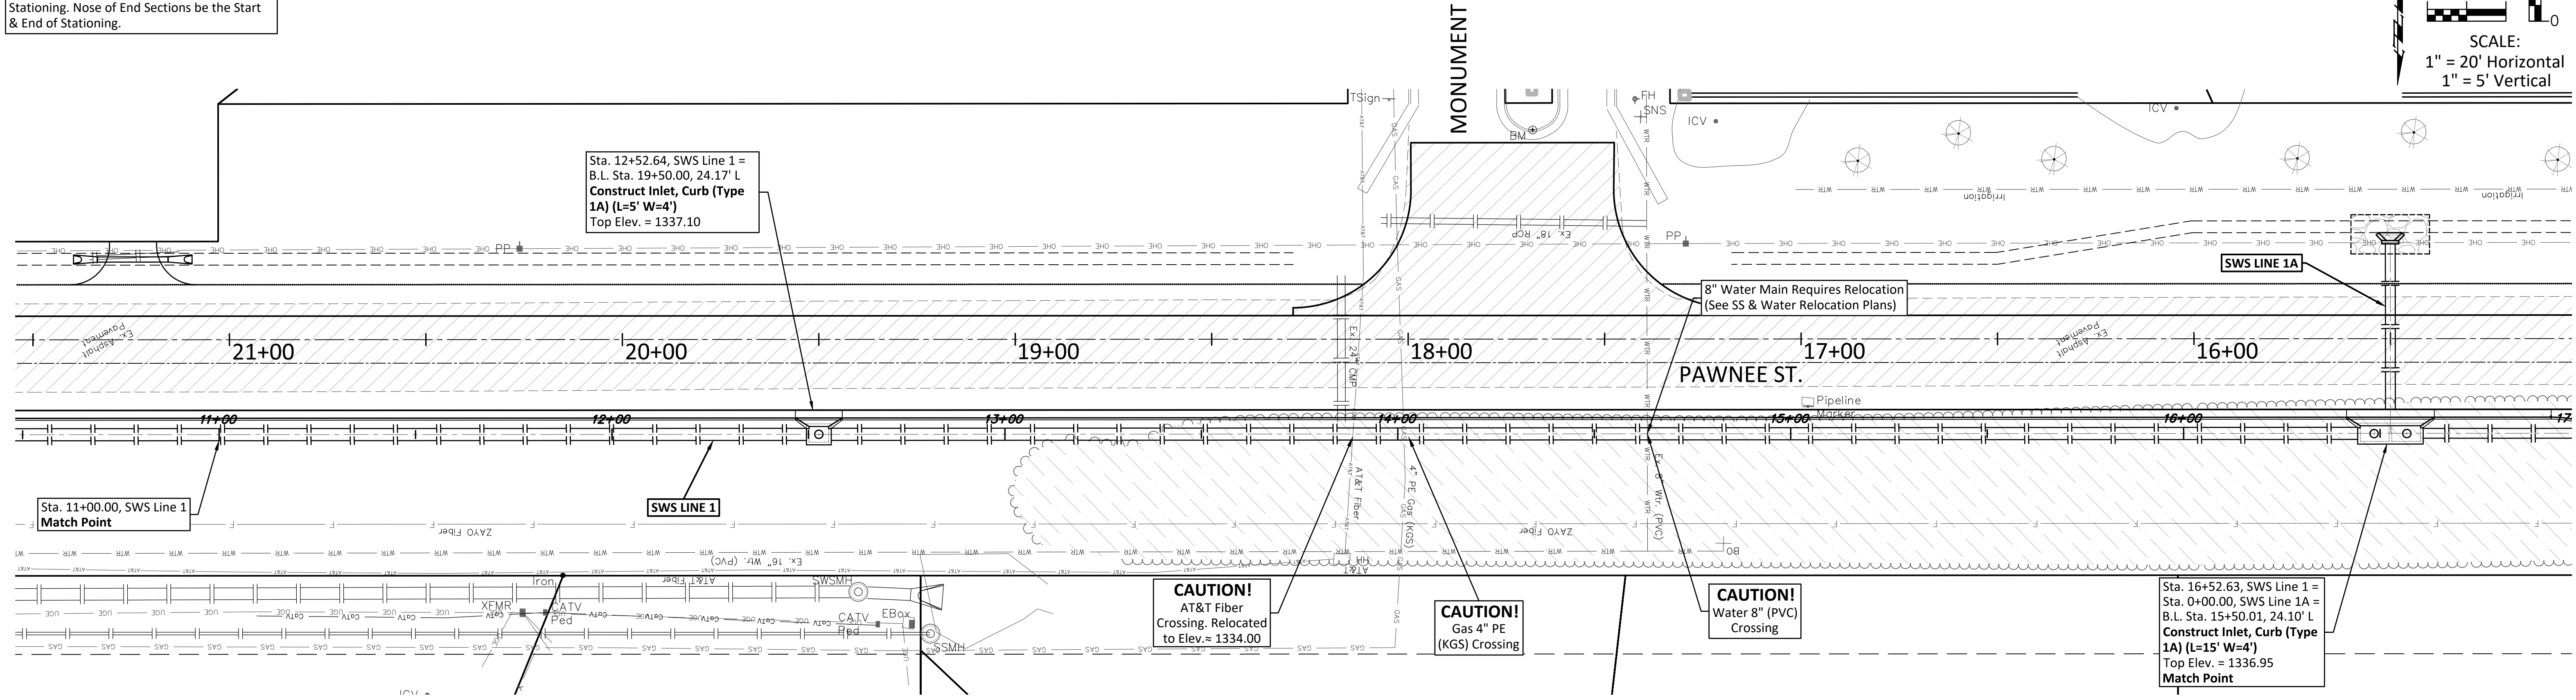 Stationing. Nose of End Sections be the Start
& End of Stationing.
MONUMENT
0
SCALE:
1" = 20' Horizontal
1" = 5' Vertical
TSign
FH
SNS
BM
ICV
ICV
Irrigation
Irrigation
Sta. 12+52.64, SWS Line 1 =
B.L. Sta. 19+50.00, 24.17' L
Construct Inlet, Curb (Type
1A) (L=5' W=4')
Top Elev. = 1337.10
PP
PP
Ex. 18" RCP
SWS LINE 1A
8" Water Main Requires Relocation
(See SS & Water Relocation Plans)
Ex. Asphalt
Pavement
Ex. Asphalt
Pavement
Ex. 24" CMP
21+00
20+00
19+00
18+00
17+00
16+00
PAWNEE ST.
Pipeline
Marker
11+00
12+00
13+00
14+00
15+00
16+00
17
Sta. 11+00.00, SWS Line 1
Match Point
SWS LINE 1
AT&T Fiber
4" PE Gas (KGS)
Ex. 8" Wtr. (PVC)
ZAYO Fiber
ZAYO Fiber
BO
Ex. 16" Wtr. (PVC)
HH
AT&T
Iron
AT&T Fiber
SWSMH
XFMR
CATV
Ped
CATV
Ped
EBox
SSMH
ICV
CAUTION!
AT&T Fiber
Crossing. Relocated
to Elev.≈ 1334.00
CAUTION!
Gas 4" PE
(KGS) Crossing
CAUTION!
Water 8" (PVC)
Crossing
Sta. 16+52.63, SWS Line 1 =
Sta. 0+00.00, SWS Line 1A =
B.L. Sta. 15+50.01, 24.10' L
Construct Inlet, Curb (Type
1A) (L=15' W=4')
Top Elev. = 1336.95
Match Point